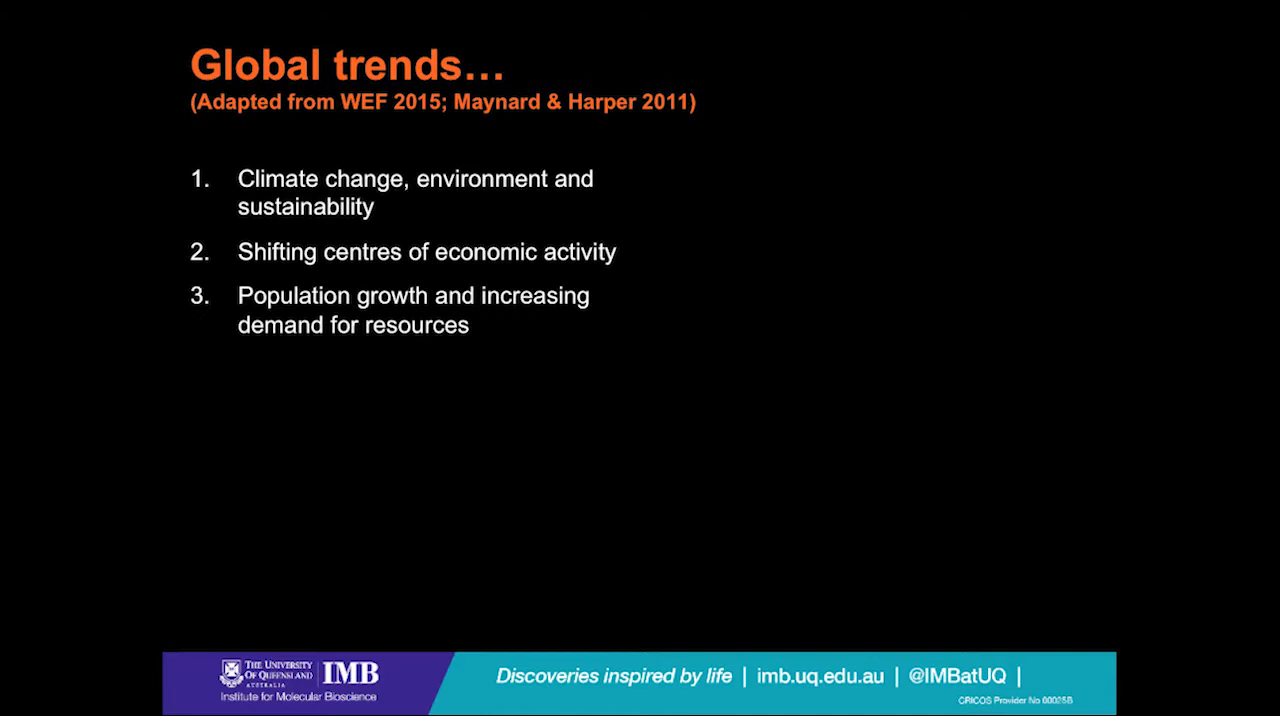 Global trends…
(Adapted from WEF 2015; Maynard & Harper 2011)
1. Climate change, environment and
sustainability
2. Shifting centres of economic activity
3. Population growth and increasing
demand for resources
THE UNIVERSITY
OF QUEENSLAND
AUSTRALIA
IMB
Institute for Molecular Bioscience
Discoveries inspired by life | imb.uq.edu.au | @IMBatUQ |
CRICOS Provider No 00025B